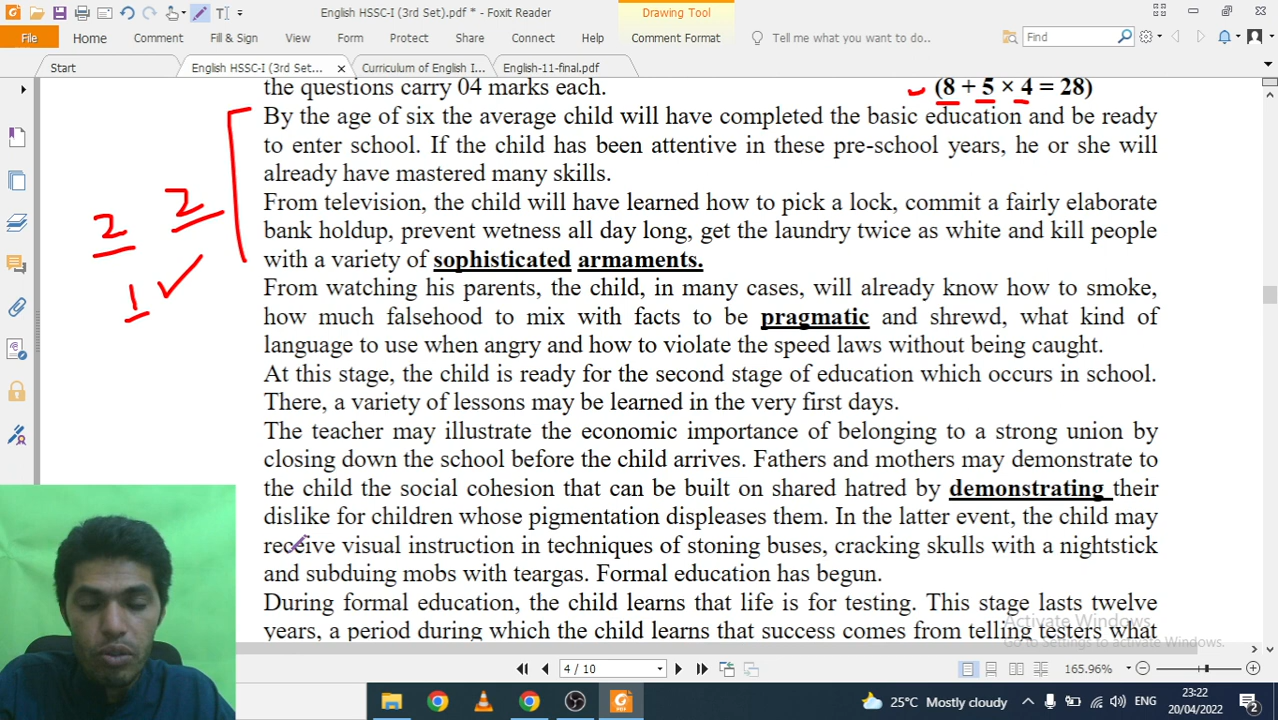 English HSSC-I (3rd Set).pdf * - Foxit Reader
Drawing Tool
File Home Comment Fill & Sign View Form Protect Share Connect Help Comment Format Tell me what you want to do... Find
Start English HSSC-I (3rd Set... Curriculum of English I... English-11-final.pdf
the questions carry 04 marks each. (8 + 5 × 4 = 28)
By the age of six the average child will have completed the basic education and be ready
to enter school. If the child has been attentive in these pre-school years, he or she will
already have mastered many skills.
From television, the child will have learned how to pick a lock, commit a fairly elaborate
bank holdup, prevent wetness all day long, get the laundry twice as white and kill people
with a variety of sophisticated armaments.
From watching his parents, the child, in many cases, will already know how to smoke,
how much falsehood to mix with facts to be pragmatic and shrewd, what kind of
language to use when angry and how to violate the speed laws without being caught.
At this stage, the child is ready for the second stage of education which occurs in school.
There, a variety of lessons may be learned in the very first days.
The teacher may illustrate the economic importance of belonging to a strong union by
closing down the school before the child arrives. Fathers and mothers may demonstrate to
the child the social cohesion that can be built on shared hatred by demonstrating their
dislike for children whose pigmentation displeases them. In the latter event, the child may
receive visual instruction in techniques of stoning buses, cracking skulls with a nightstick
and subduing mobs with teargas. Formal education has begun.
During formal education, the child learns that life is for testing. This stage lasts twelve
years, a period during which the child learns that success comes from telling testers what
2 2
1
Activate Windows
Go to Settings to activate Windows.
4 / 10
165.96%
25°C Mostly cloudy
ENG
23:22
20/04/2022
2